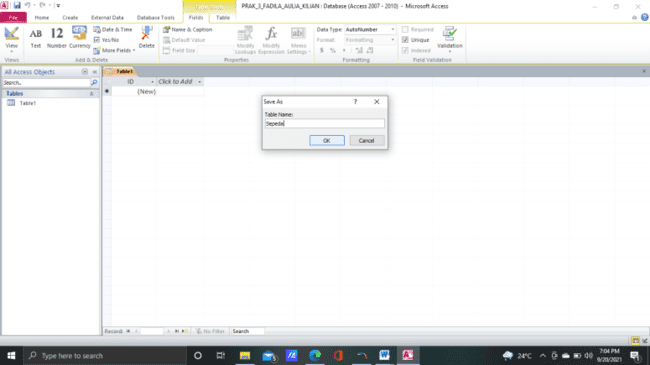 PRAK_3_FADILA_AULIA_KILIAN : Database (Access 2007 - 2010) - Microsoft Access
File Home Create External Data Database Tools Fields Table
View
AB Text
12 Number
Currency
Date & Time
Yes/No
More Fields
Delete
Name & Caption
Default Value
Field Size
Modify Lookups
Modify Expression
Memo Settings
Data Type: AutoNumber
Format: Formatting
$ % ,
Required
Unique
Indexed
Validation
Views Add & Delete Properties Formatting Field Validation
All Access Objects
Search...
Tables
Table1
Table1
ID Click to Add
(New)
Save As ? ×
Table Name:
Sepeda
OK Cancel
Record: No Filter Search
Type here to search
24°C
7:04 PM
9/20/2021